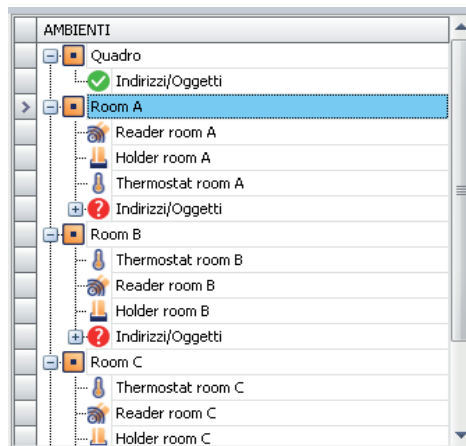 AMBIENTI
Quadro
Indirizzi/Oggetti
Room A
Reader room A
Holder room A
Thermostat room A
Indirizzi/Oggetti
Room B
Thermostat room B
Reader room B
Holder room B
Indirizzi/Oggetti
Room C
Thermostat room C
Reader room C
Holder room C